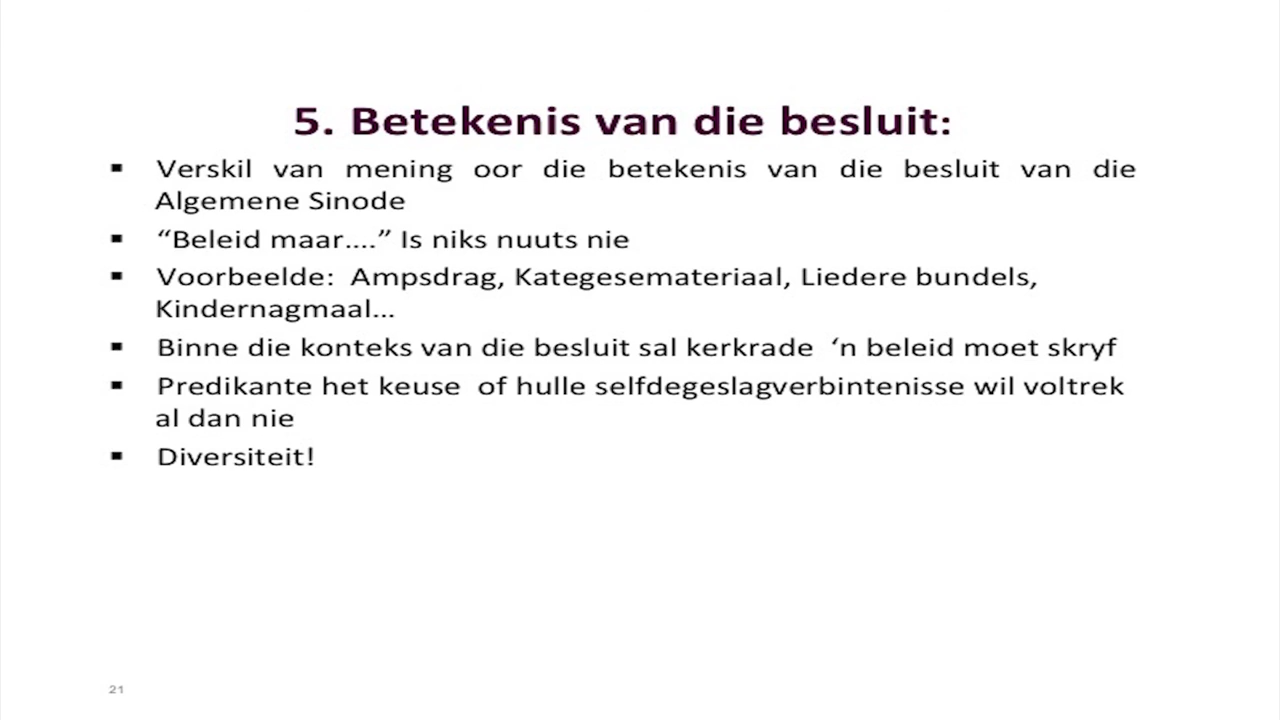 5. Betekenis van die besluit:
▪ Verskil van mening oor die betekenis van die besluit van die
Algemene Sinode
▪ “Beleid maar....” Is niks nuuts nie
▪ Voorbeelde: Ampsdrag, Kategesemateriaal, Liedere bundels,
Kindernagmaal...
▪ Binne die konteks van die besluit sal kerkrade ‘n beleid moet skryf
▪ Predikante het keuse of hulle selfdegeslagverbintenisse wil voltrek
al dan nie
▪ Diversiteit!
21